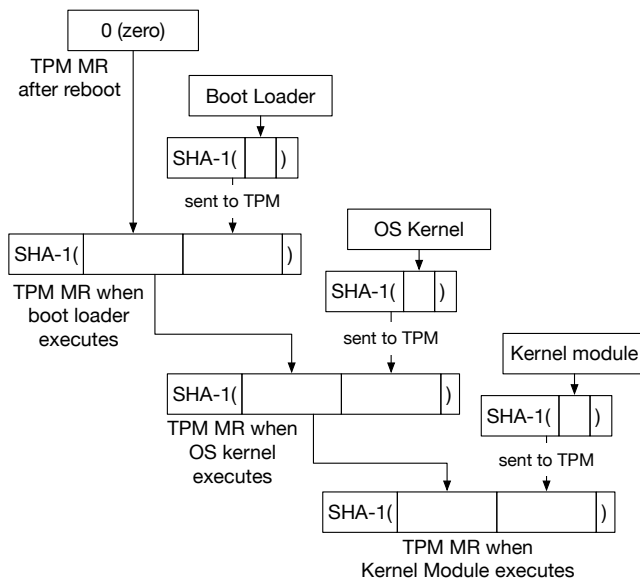 0 (zero)
TPM MR
after reboot
Boot Loader
SHA-1( )
sent to TPM
SHA-1( )
TPM MR when
boot loader
executes
OS Kernel
SHA-1( )
sent to TPM
SHA-1( )
TPM MR when
OS kernel
executes
Kernel module
SHA-1( )
sent to TPM
SHA-1( )
TPM MR when
Kernel Module executes